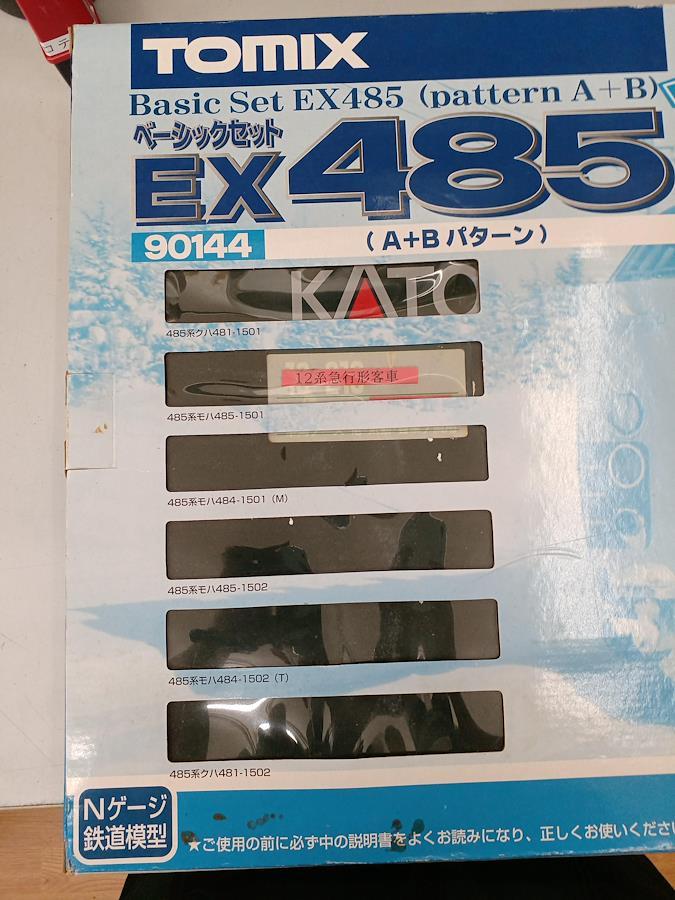 コテ
TOMIX
Basic Set EX485 (pattern A+B)
ベーシックセット
EX485
90144
(A+Bパターン)
KATO
485系クハ481-1501
12系急行形客車
485系モハ485-1501
485系モハ484-1501(M)
485系モハ485-1502
485系モハ484-1502(T)
485系クハ481-1502
Nゲージ
鉄道模型
★ご使用の前に必ず中の説明書をよくお読みになり、正しくお使いくださ